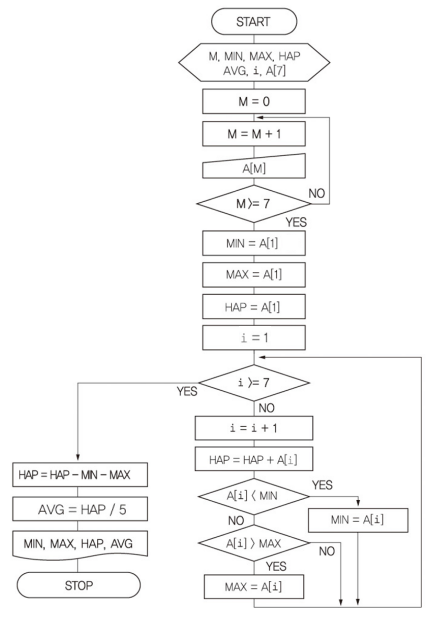 START
M, MIN, MAX, HAP
AVG, i, A[7]
M = 0
M = M + 1
A[M]
M >= 7
NO
YES
MIN = A[1]
MAX = A[1]
HAP = A[1]
i = 1
i >= 7
YES
NO
i = i + 1
HAP = HAP + A[i]
A[i] < MIN
YES
MIN = A[i]
NO
A[i] > MAX
NO
YES
MAX = A[i]
HAP = HAP - MIN - MAX
AVG = HAP / 5
MIN, MAX, HAP, AVG
STOP